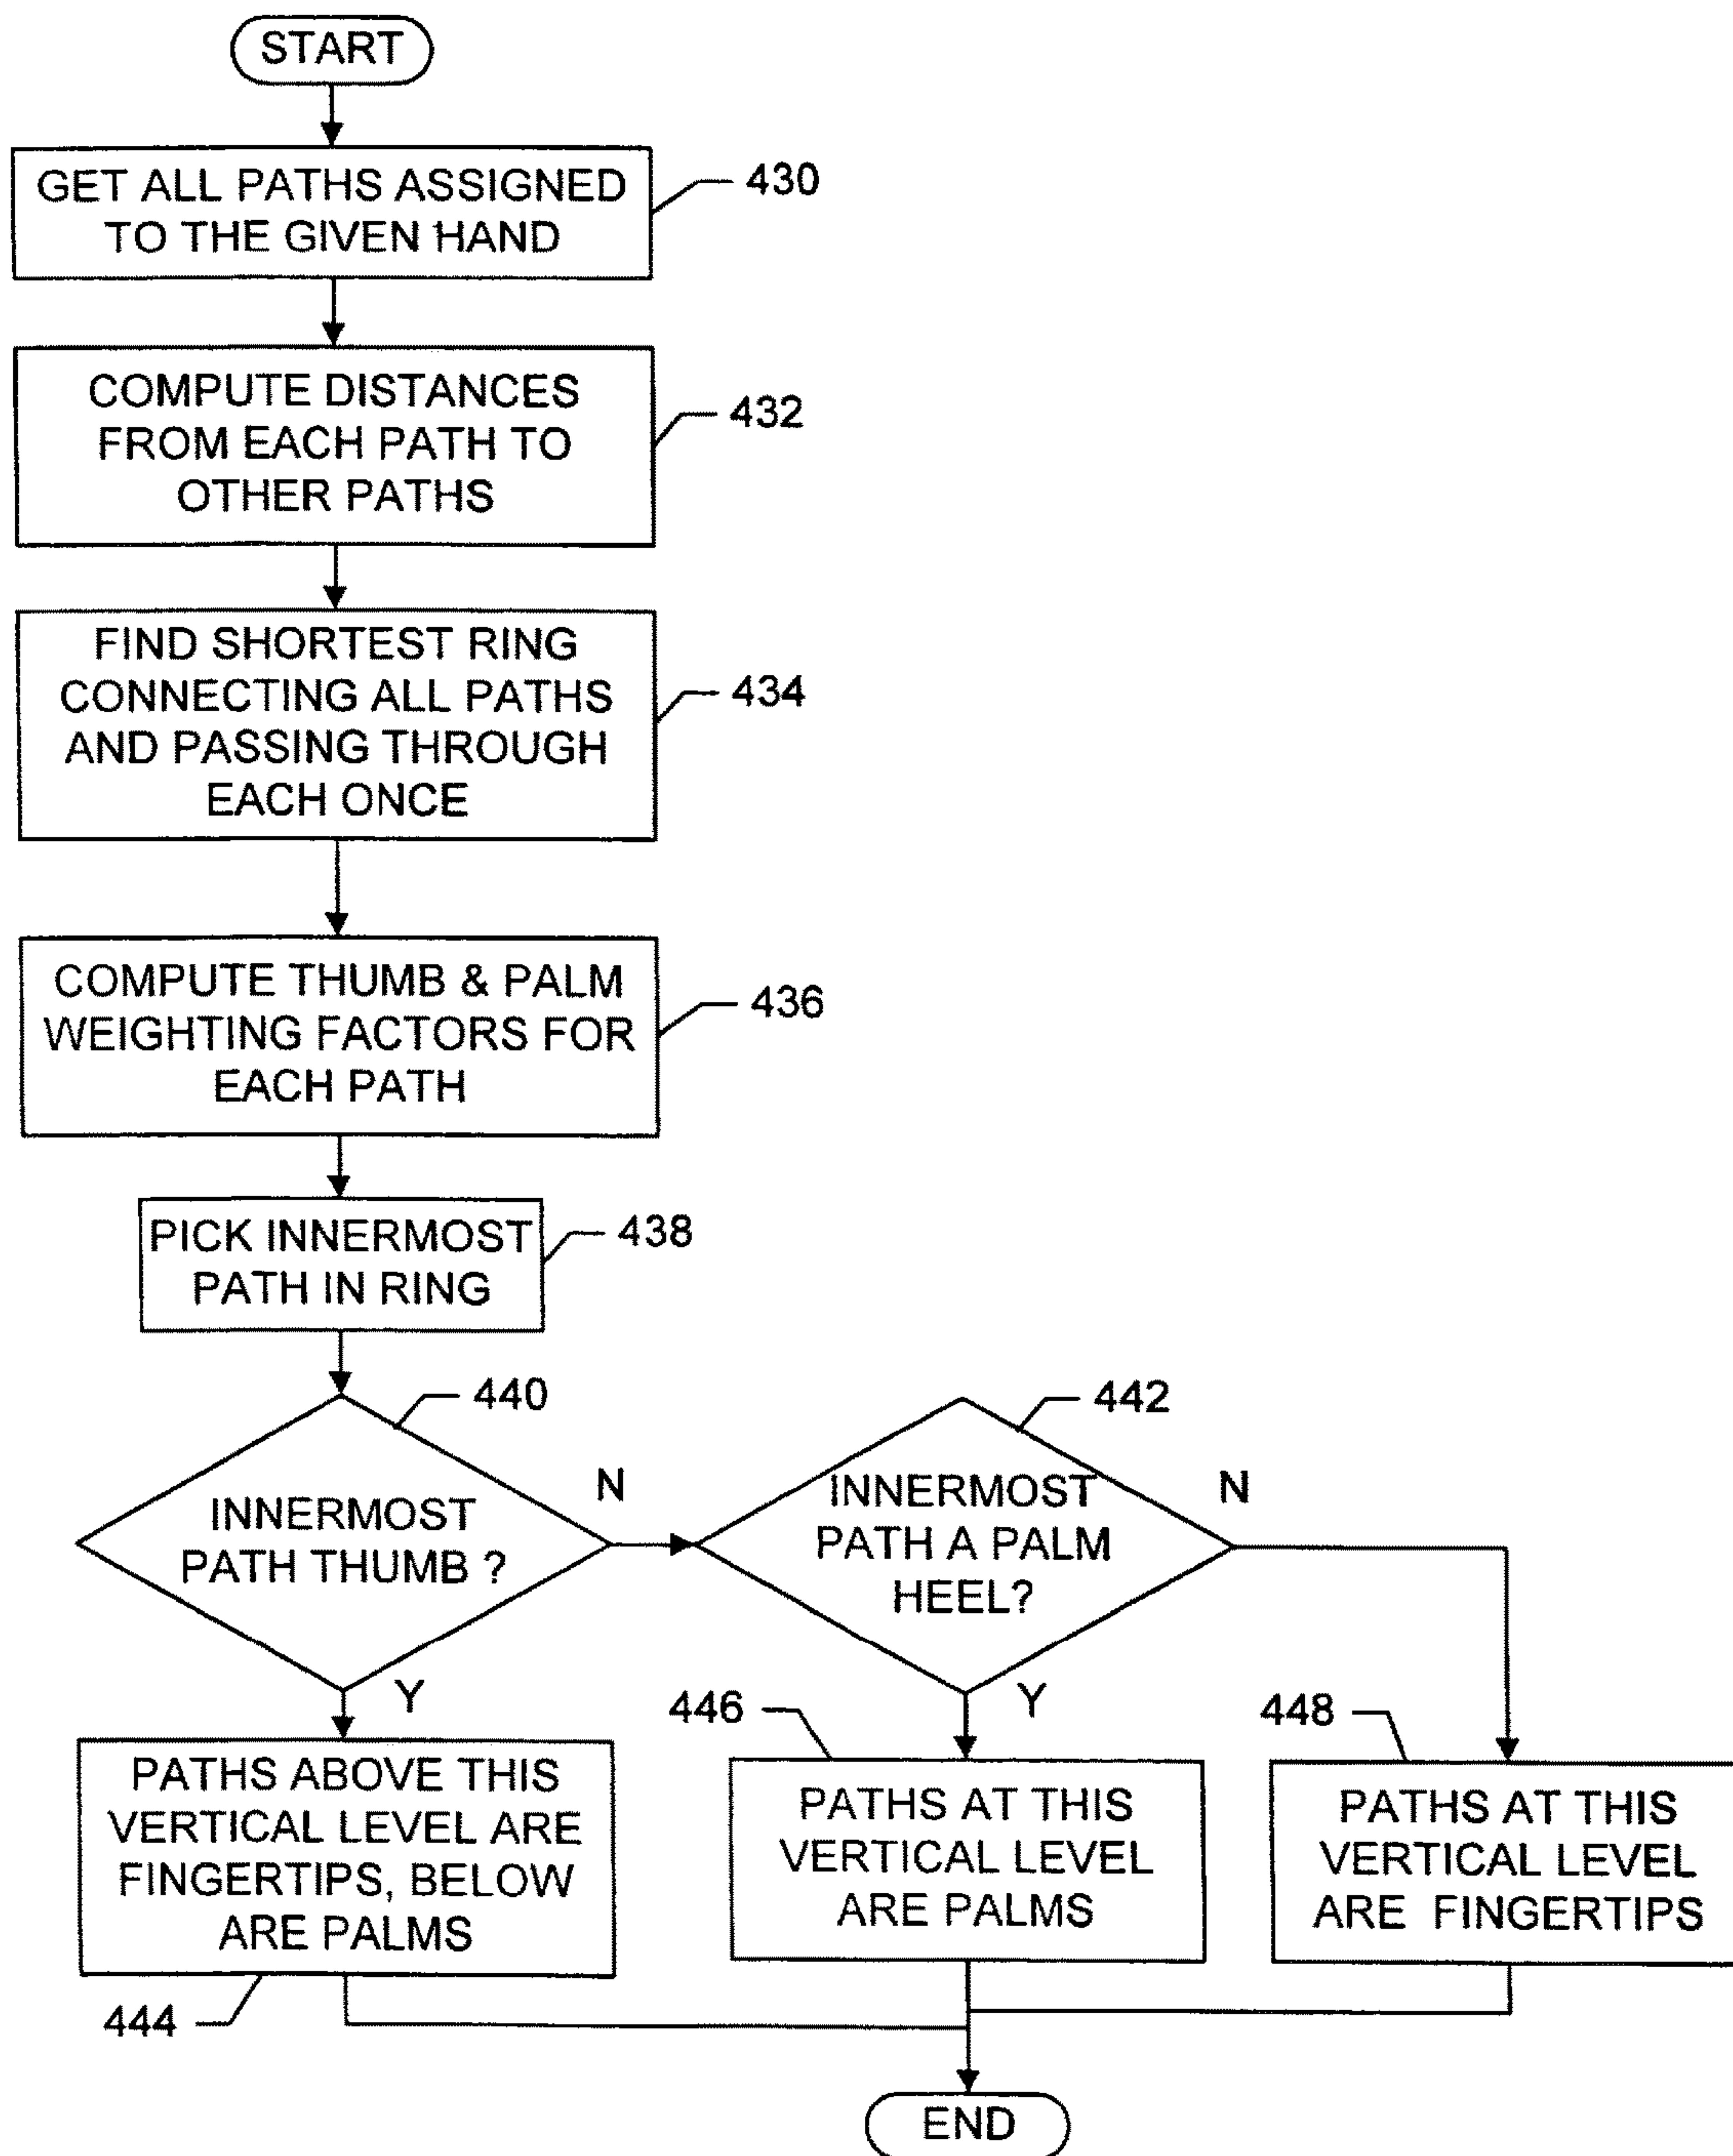 START
GET ALL PATHS ASSIGNED
TO THE GIVEN HAND
430
COMPUTE DISTANCES
FROM EACH PATH TO
OTHER PATHS
432
FIND SHORTEST RING
CONNECTING ALL PATHS
AND PASSING THROUGH
EACH ONCE
434
COMPUTE THUMB & PALM
WEIGHTING FACTORS FOR
EACH PATH
436
PICK INNERMOST
PATH IN RING
438
440
INNERMOST
PATH THUMB ?
N
Y
442
INNERMOST
PATH A PALM
HEEL?
N
Y
PATHS ABOVE THIS
VERTICAL LEVEL ARE
FINGERTIPS, BELOW
ARE PALMS
444
446
PATHS AT THIS
VERTICAL LEVEL
ARE PALMS
448
PATHS AT THIS
VERTICAL LEVEL
ARE FINGERTIPS
END